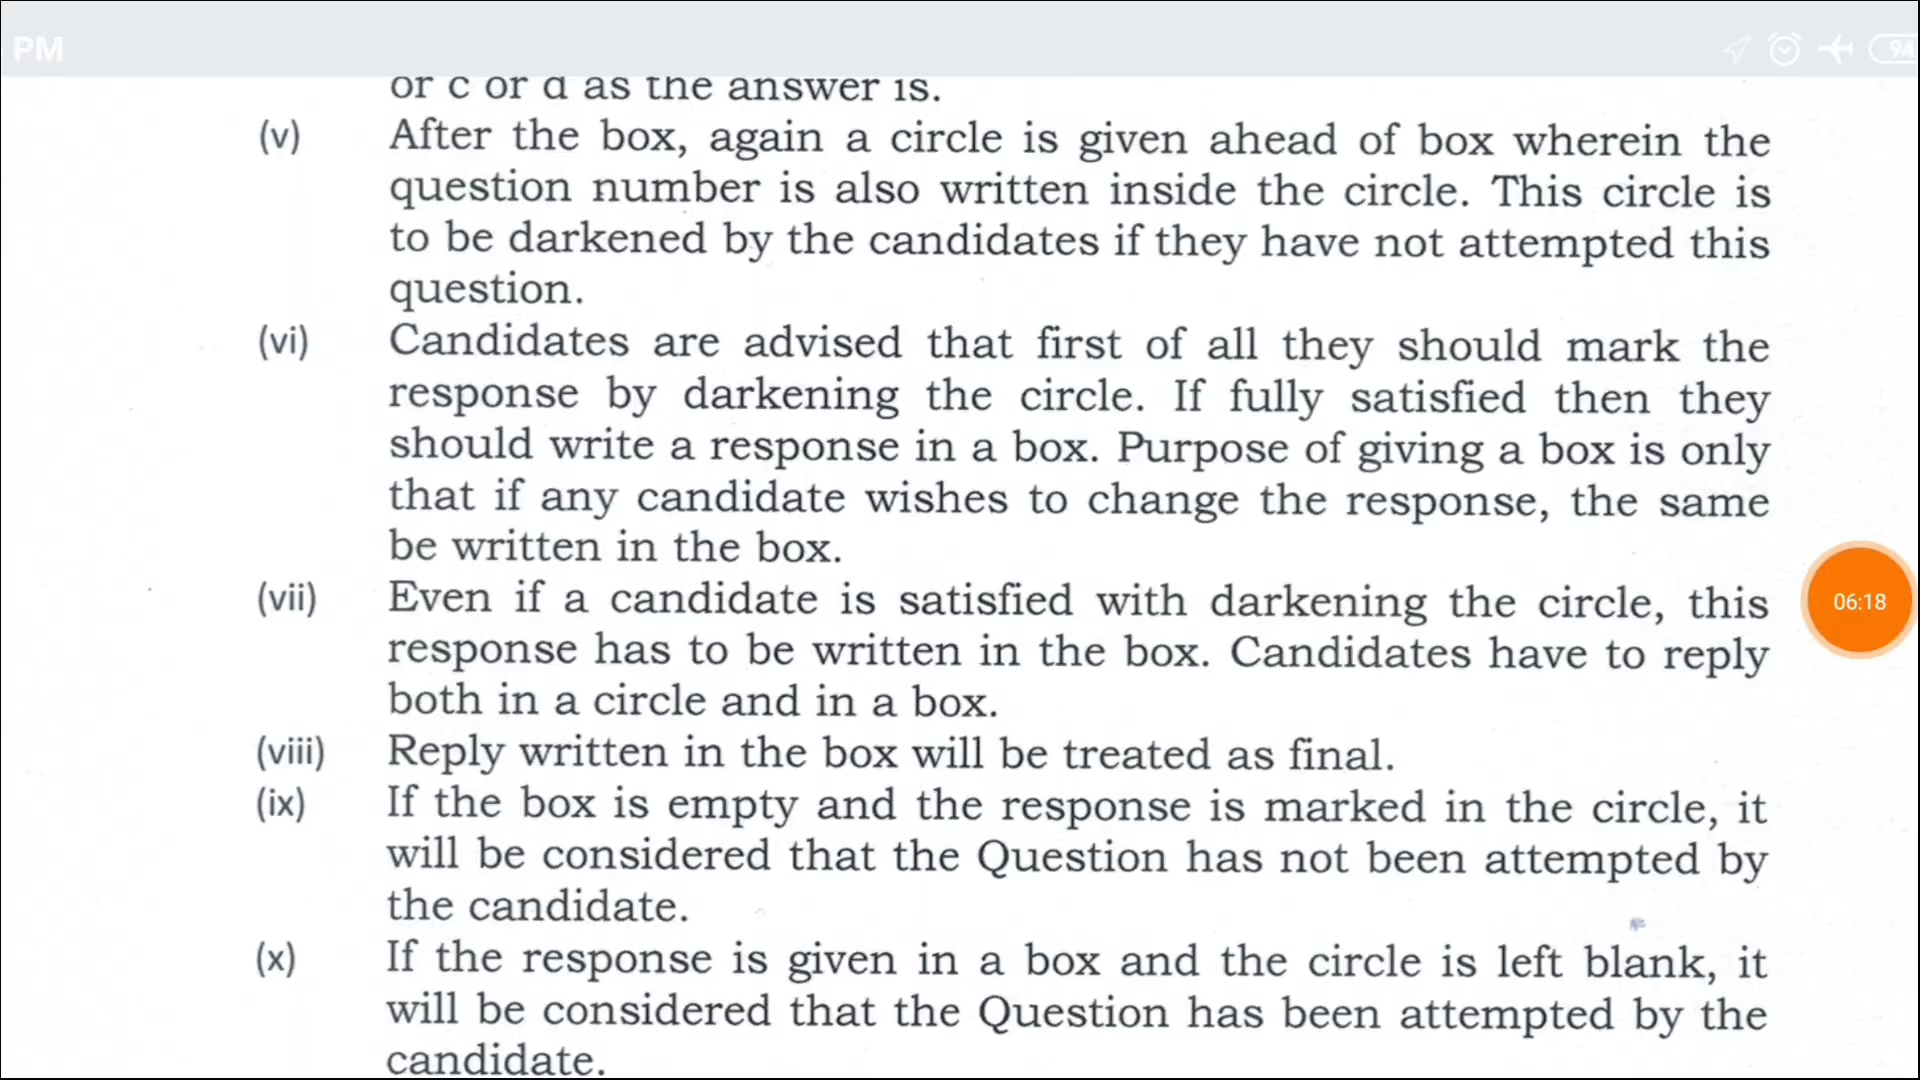 PM
94
or c or d as the answer is.
(v) After the box, again a circle is given ahead of box wherein the
question number is also written inside the circle. This circle is
to be darkened by the candidates if they have not attempted this
question.
(vi) Candidates are advised that first of all they should mark the
response by darkening the circle. If fully satisfied then they
should write a response in a box. Purpose of giving a box is only
that if any candidate wishes to change the response, the same
be written in the box.
(vii) Even if a candidate is satisfied with darkening the circle, this
response has to be written in the box. Candidates have to reply
both in a circle and in a box.
06:18
(viii) Reply written in the box will be treated as final.
(ix) If the box is empty and the response is marked in the circle, it
will be considered that the Question has not been attempted by
the candidate.
(x) If the response is given in a box and the circle is left blank, it
will be considered that the Question has been attempted by the
candidate.